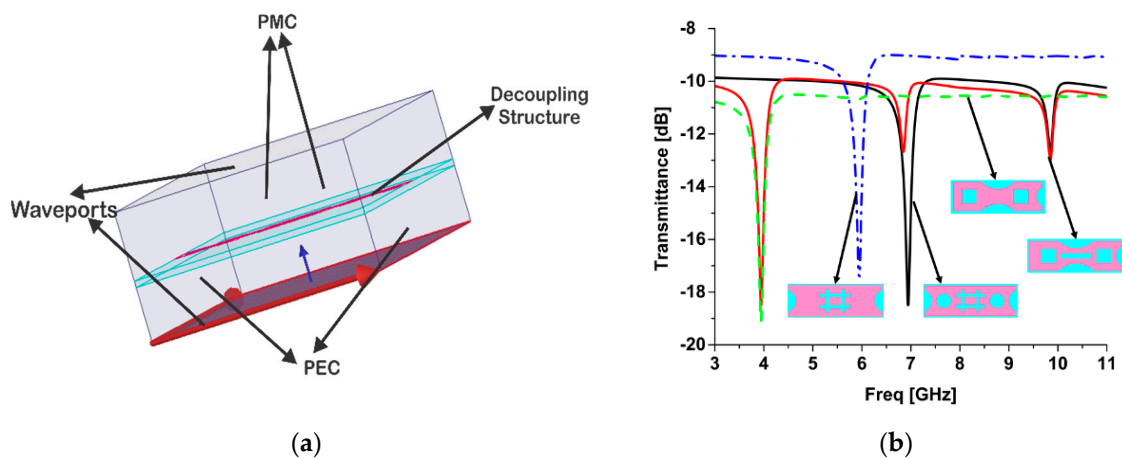 PMC
Decoupling
Structure
Waveports
PEC
(a)
-8
-10
-12
-14
-16
-18
-20
Transmittance [dB]
3 4 5 6 7 8 9 10 11
Freq [GHz]
(b)